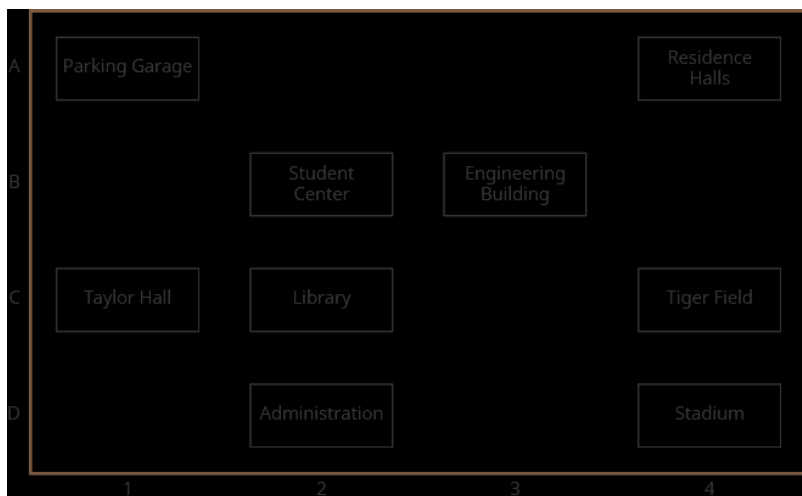 A
Parking Garage
Residence
Halls
B
Student
Center
Engineering
Building
C
Taylor Hall
Library
Tiger Field
D
Administration
Stadium
1
2
3
4